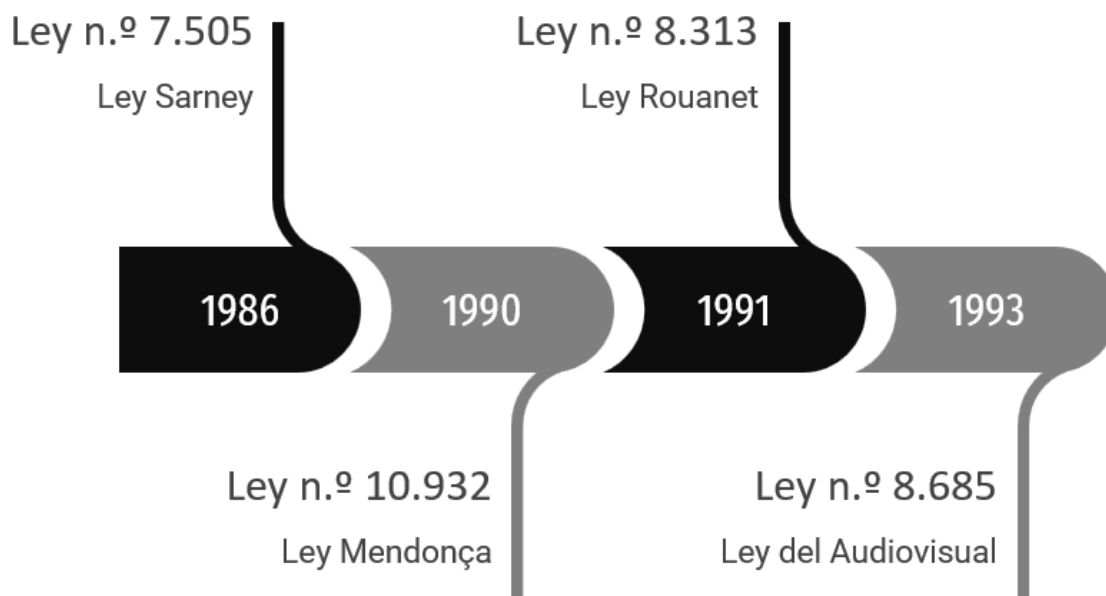 Ley n.º 7.505
Ley Sarney
Ley n.º 8.313
Ley Rouanet
1986
1990
1991
1993
Ley n.º 10.932
Ley Mendonça
Ley n.º 8.685
Ley del Audiovisual